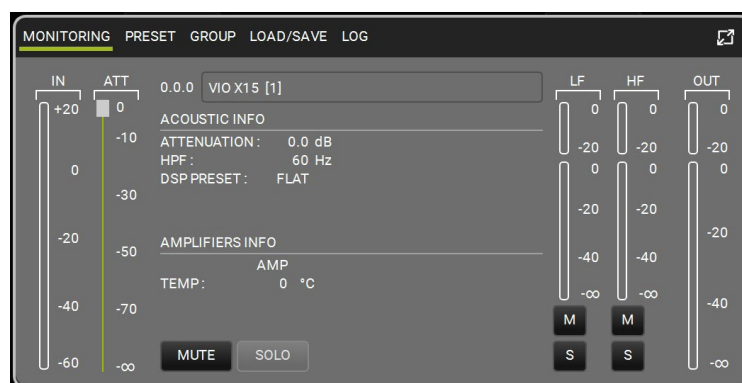 MONITORING PRESET GROUP LOAD/SAVE LOG
IN ATT 0.0.0 VIO X15 [1] LF HF OUT
+20 0 0 0 0
ACOUSTIC INFO
-10 ATTENUATION: 0.0 dB -20 -20 -20
HPF: 60 Hz
0 DSP PRESET: FLAT 0 0 0
-30
-20 -20
-20 AMPLIFIERS INFO -20
-50
AMP -40 -40
TEMP: 0 °C
-∞ -∞
-40 -70 -40
M M
MUTE SOLO S S
-60 -∞ -∞